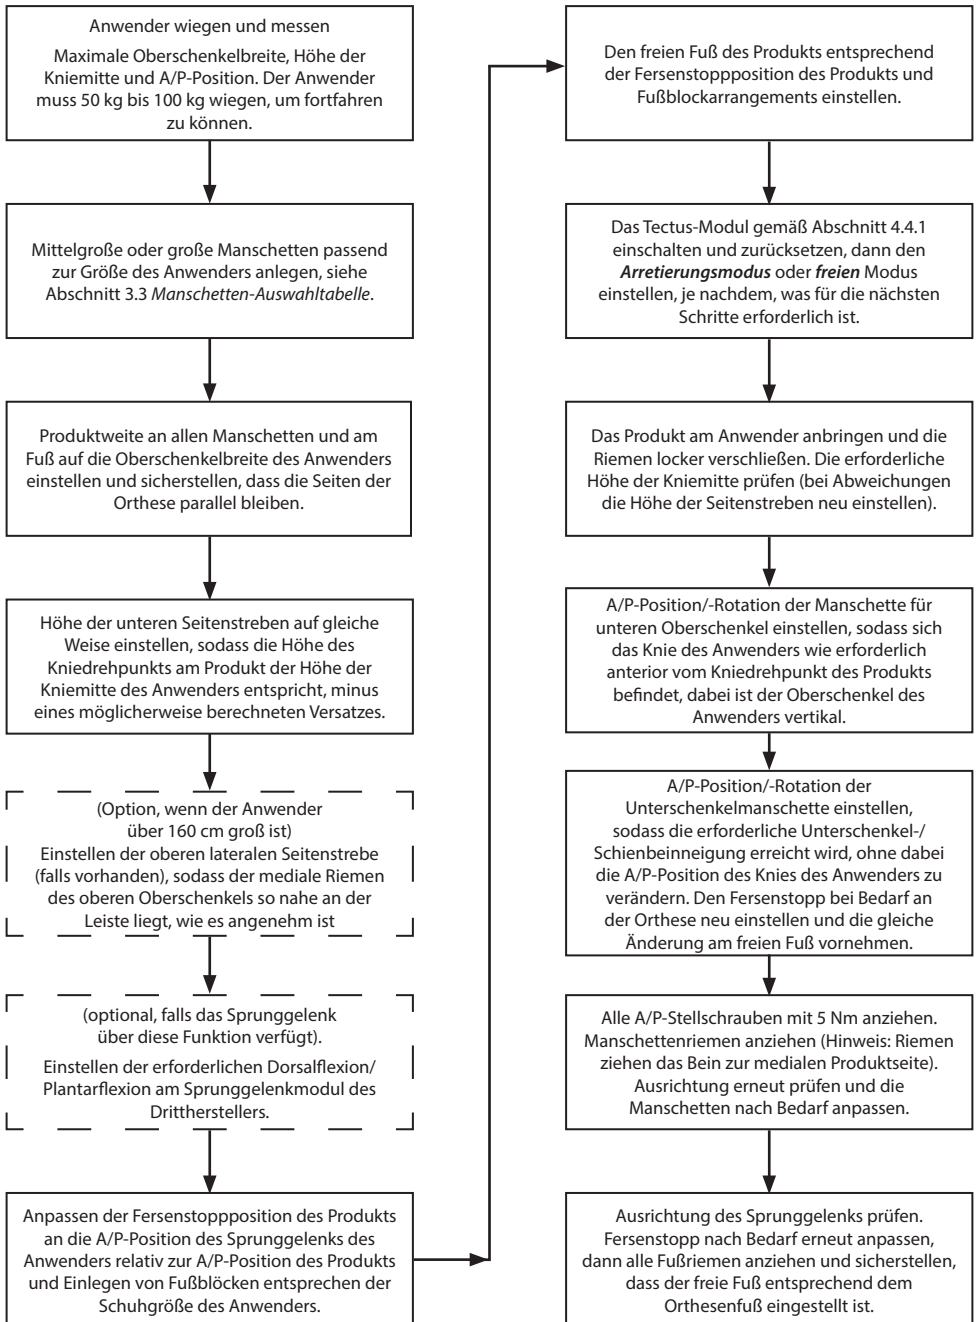 Anwender wiegen und messen
Maximale Oberschenkelbreite, Höhe der
Kniemitte und A/P-Position. Der Anwender
muss 50 kg bis 100 kg wiegen, um fortfahren
zu können.
Mittelgroße oder große Manschetten passend
zur Größe des Anwenders anlegen, siehe
Abschnitt 3.3 Manschetten-Auswahltabelle.
Produktweite an allen Manschetten und am
Fuß auf die Oberschenkelbreite des Anwenders
einstellen und sicherstellen, dass die Seiten der
Orthese parallel bleiben.
Höhe der unteren Seitenstreben auf gleiche
Weise einstellen, sodass die Höhe des
Kniedrehpunkts am Produkt der Höhe der
Kniemitte des Anwenders entspricht, minus
eines möglicherweise berechneten Versatzes.
(Option, wenn der Anwender
über 160 cm groß ist)
Einstellen der oberen lateralen Seitenstrebe
(falls vorhanden), sodass der mediale Riemen
des oberen Oberschenkels so nahe an der
Leiste liegt, wie es angenehm ist
(optional, falls das Sprunggelenk
über diese Funktion verfügt).
Einstellen der erforderlichen Dorsalflexion/
Plantarflexion am Sprunggelenkmodul des
Drittherstellers.
Anpassen der Fersenstoppposition des Produkts
an die A/P-Position des Sprunggelenks des
Anwenders relativ zur A/P-Position des Produkts
und Einlegen von Fußblöcken entsprechen der
Schuhgröße des Anwenders.
Den freien Fuß des Produkts entsprechend
der Fersenstoppposition des Produkts und
Fußblockarrangements einstellen.
Das Tectus-Modul gemäß Abschnitt 4.4.1
einschalten und zurücksetzen, dann den
Arretierungsmodus oder freien Modus
einstellen, je nachdem, was für die nächsten
Schritte erforderlich ist.
Das Produkt am Anwender anbringen und die
Riemen locker verschließen. Die erforderliche
Höhe der Kniemitte prüfen (bei Abweichungen
die Höhe der Seitenstreben neu einstellen).
A/P-Position/-Rotation der Manschette für
unteren Oberschenkel einstellen, sodass sich
das Knie des Anwenders wie erforderlich
anterior vom Kniedrehpunkt des Produkts
befindet, dabei ist der Oberschenkel des
Anwenders vertikal.
A/P-Position/-Rotation der
Unterschenkelmanschette einstellen,
sodass die erforderliche Unterschenkel-/
Schienbeinneigung erreicht wird, ohne dabei
die A/P-Position des Knies des Anwenders zu
verändern. Den Fersenstopp bei Bedarf an
der Orthese neu einstellen und die gleiche
Änderung am freien Fuß vornehmen.
Alle A/P-Stellschrauben mit 5 Nm anziehen.
Manschettenriemen anziehen (Hinweis: Riemen
ziehen das Bein zur medialen Produktseite).
Ausrichtung erneut prüfen und die
Manschetten nach Bedarf anpassen.
Ausrichtung des Sprunggelenks prüfen.
Fersenstopp nach Bedarf erneut anpassen,
dann alle Fußriemen anziehen und sicherstellen,
dass der freie Fuß entsprechend dem
Orthesenfuß eingestellt ist.